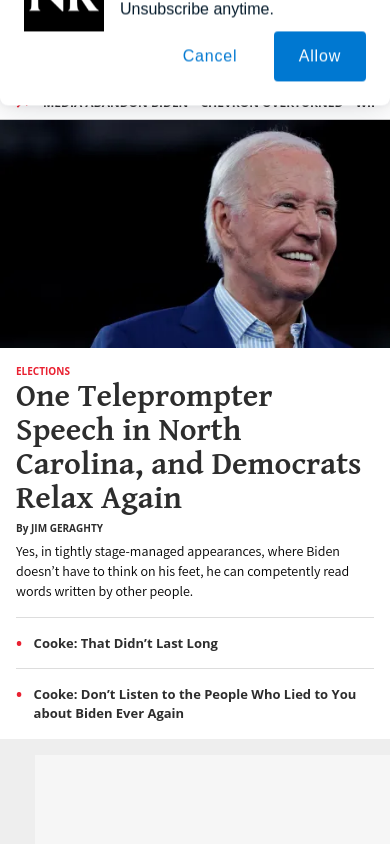 NR
Unsubscribe anytime.
Cancel
Allow
MEDIA ABANDON BIDEN
CHEVRON OVERTURNED
ELECTIONS
One Teleprompter
Speech in North
Carolina, and Democrats
Relax Again
By JIM GERAGHTY
Yes, in tightly stage-managed appearances, where Biden
doesn’t have to think on his feet, he can competently read
words written by other people.
Cooke: That Didn’t Last Long
Cooke: Don’t Listen to the People Who Lied to You
about Biden Ever Again